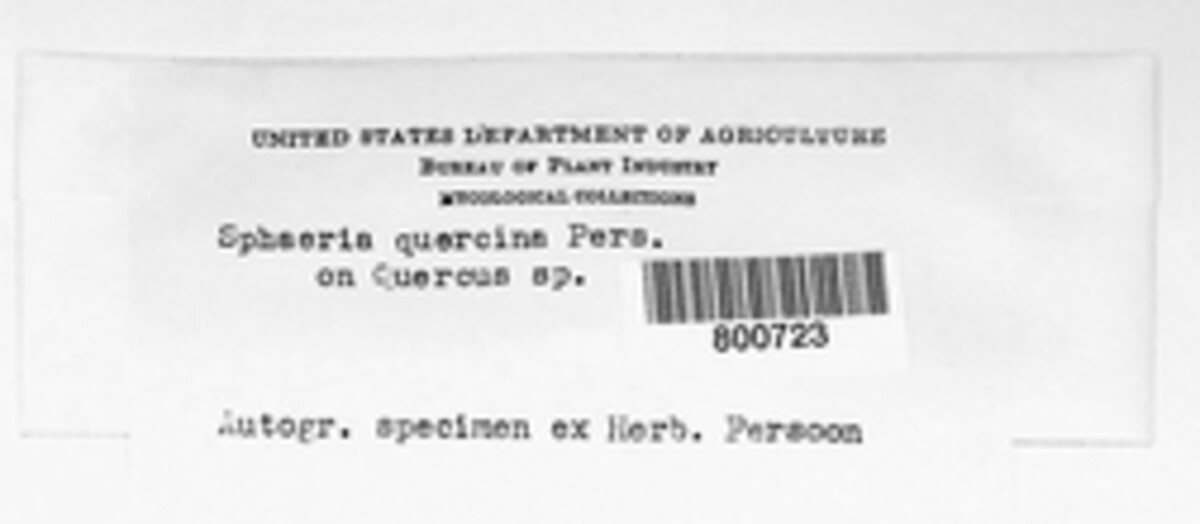 UNITED STATES DEPARTMENT OF AGRICULTURE
BUREAU OF PLANT INDUSTRY
MYCOLOGICAL COLLECTIONS
Sphaeria quercina Pers.
on Quercus sp.
800723
Autogr. specimen ex Herb. Persoon